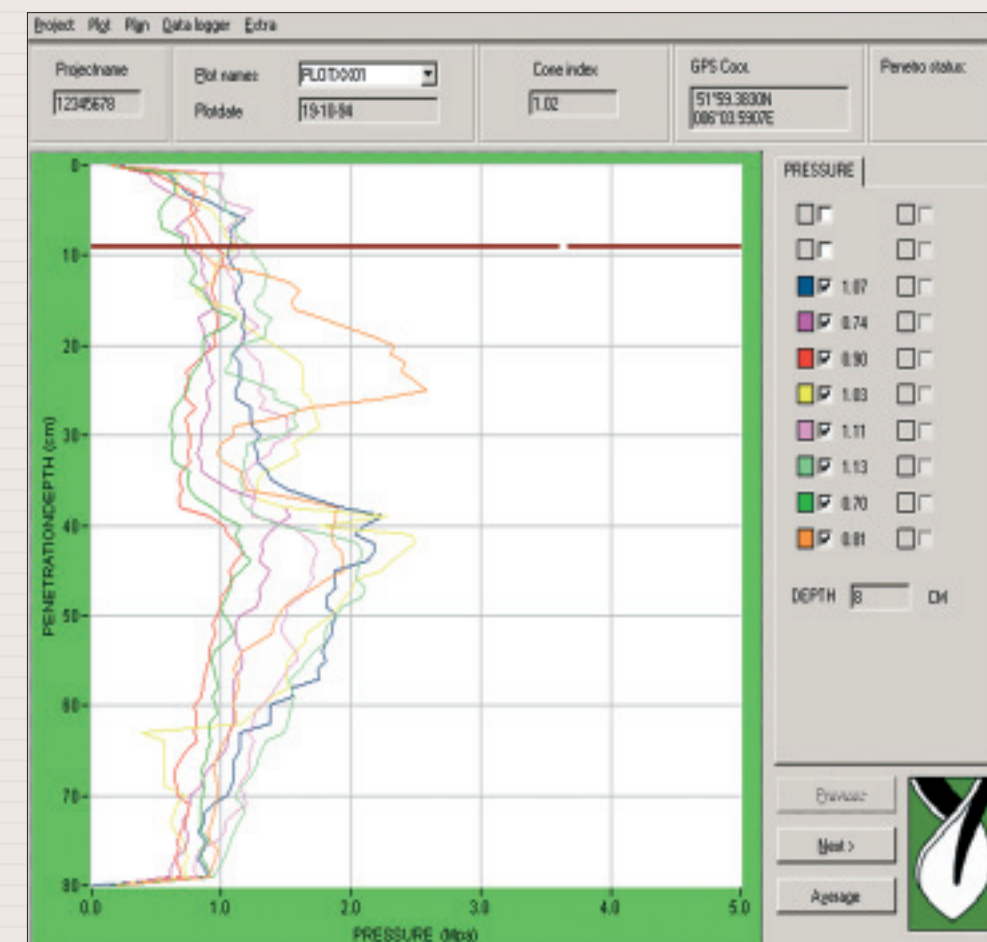 Project Plot Plan Data logger Extra
Projectname
12345678
Plot names
PLOTXX01
Plotdate
19-10-94
Cone index
1.02
GPS Coor.
51°59.3830N
006°03.5907E
Penetro status:
PRESSURE
1.07
0.74
0.90
1.03
1.11
1.13
0.70
0.81
DEPTH 8 CM
Next >
Average
PENETRATIONDEPTH (cm)
0
10
20
30
40
50
60
70
80
0.0 1.0 2.0 3.0 4.0 5.0
PRESSURE (Mpa)